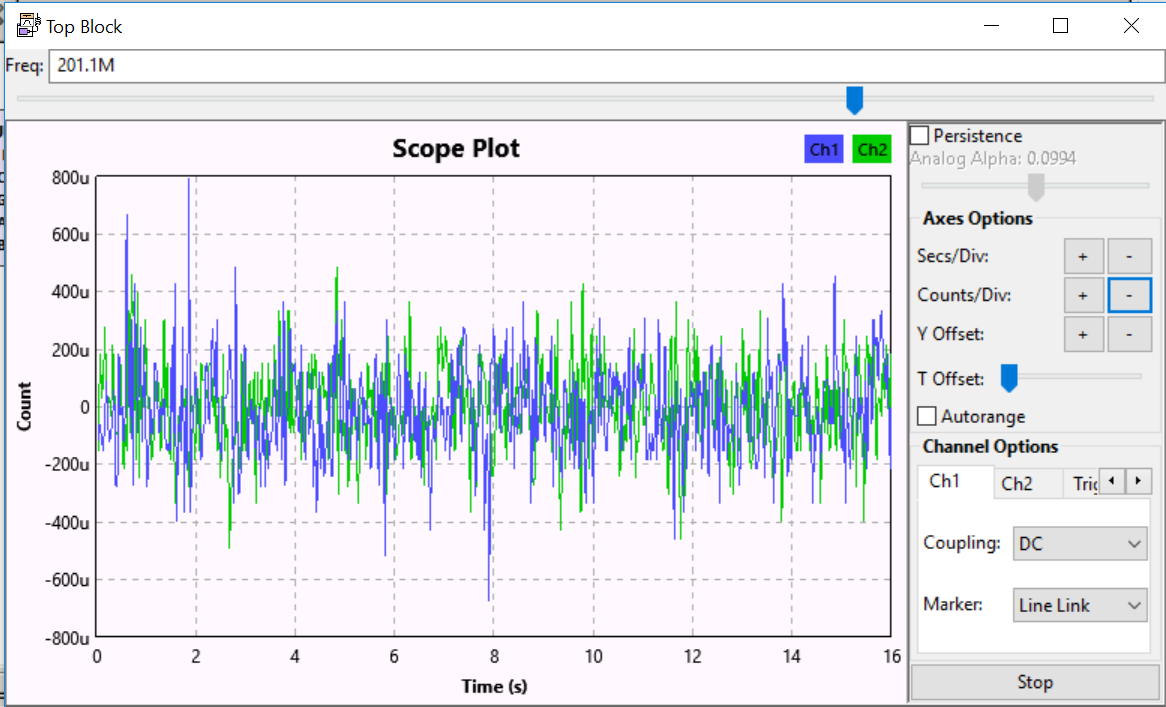 Top Block
Freq: 201.1M
Scope Plot
Ch1 Ch2
800u
600u
400u
200u
0
-200u
-400u
-600u
-800u
Count
0 2 4 6 8 10 12 14 16
Time (s)
Persistence
Analog Alpha: 0.0994
Axes Options
Secs/Div: + -
Counts/Div: + -
Y Offset: + -
T Offset:
Autorange
Channel Options
Ch1 Ch2
Coupling: DC
Marker: Line Link
Stop